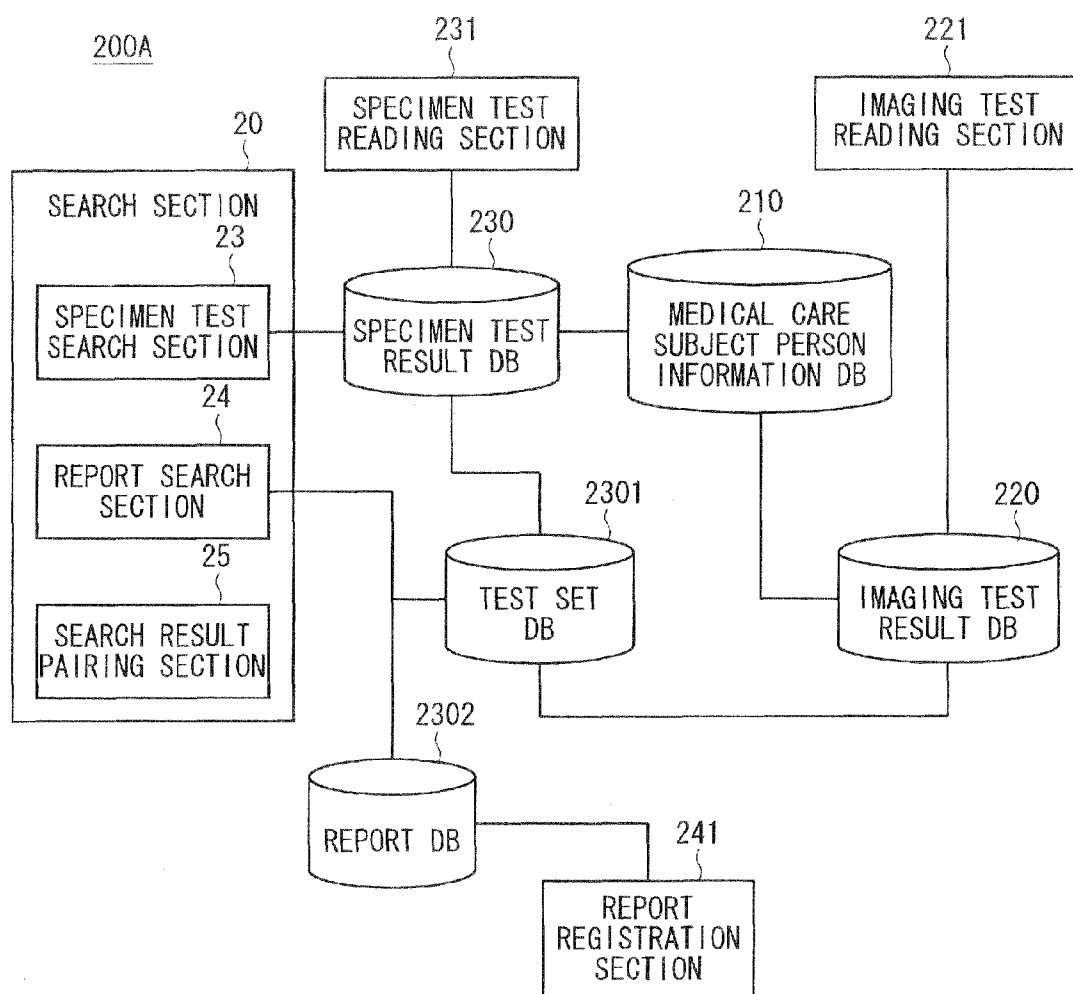 200A
231
SPECIMEN TEST
READING SECTION
221
IMAGING TEST
READING SECTION
20
SEARCH SECTION
23
SPECIMEN TEST
SEARCH SECTION
230
SPECIMEN TEST
RESULT DB
210
MEDICAL CARE
SUBJECT PERSON
INFORMATION DB
24
REPORT SEARCH
SECTION
2301
TEST SET
DB
220
IMAGING TEST
RESULT DB
25
SEARCH RESULT
PAIRING SECTION
2302
REPORT DB
241
REPORT
REGISTRATION
SECTION